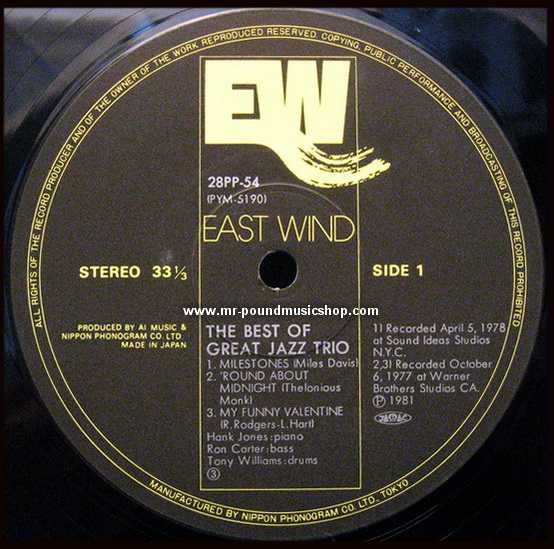 ALL RIGHTS OF THE RECORD PRODUCER AND OF THE OWNER OF THE WORK REPRODUCED RESERVED. COPYING, PUBLIC PERFORMANCE AND BROADCASTING OF THIS RECORD PROHIBITED
EW
28PP-54
(PYM-5190)
EAST WIND
STEREO 33 1/3
SIDE 1
www.mr-poundmusicshop.com
PRODUCED BY AI MUSIC &
NIPPON PHONOGRAM CO. LTD.
MADE IN JAPAN
THE BEST OF
GREAT JAZZ TRIO
1. MILESTONES (Miles Davis)
2. 'ROUND ABOUT
MIDNIGHT (Thelonious
Monk)
3. MY FUNNY VALENTINE
(R.Rodgers-L.Hart)
Hank Jones:piano
Ron Carter:bass
Tony Williams:drums
③
1) Recorded April 5, 1978
at Sound Ideas Studios
N.Y.C.
2,3) Recorded October
6, 1977 at Warner
Brothers Studios CA.
Ⓟ 1981
JASRAC
MANUFACTURED BY NIPPON PHONOGRAM CO., LTD., TOKYO